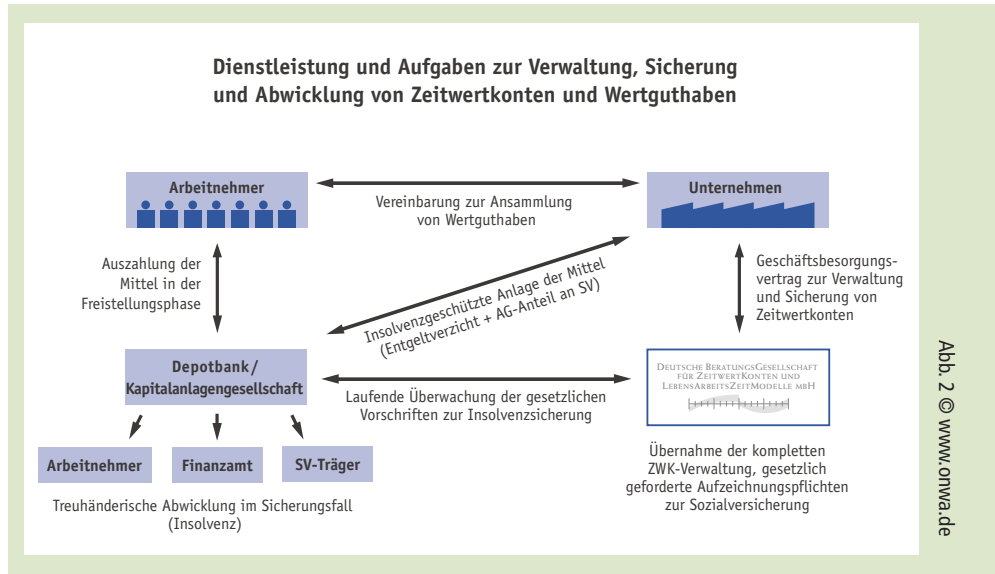 Dienstleistung und Aufgaben zur Verwaltung, Sicherung
und Abwicklung von Zeitwertkonten und Wertguthaben
Arbeitnehmer
Vereinbarung zur Ansammlung
von Wertguthaben
Unternehmen
Auszahlung der
Mittel in der
Freistellungsphase
Insolvenzgeschützte Anlage der Mittel
(Entgeltverzicht + AG-Anteil an SV)
Geschäftsbesorgungs-
vertrag zur Verwaltung
und Sicherung von
Zeitwertkonten
Depotbank/
Kapitalanlagengesellschaft
Laufende Überwachung der gesetzlichen
Vorschriften zur Insolvenzsicherung
DEUTSCHE BERATUNGSGESELLSCHAFT
FÜR ZEITWERTKONTEN UND
LEBENSARBEITSZEITMODELLE MBH
Arbeitnehmer
Finanzamt
SV-Träger
Treuhänderische Abwicklung im Sicherungsfall
(Insolvenz)
Übernahme der kompletten
ZWK-Verwaltung, gesetzlich
geforderte Aufzeichnungspflichten
zur Sozialversicherung
Abb. 2 © www.onwa.de